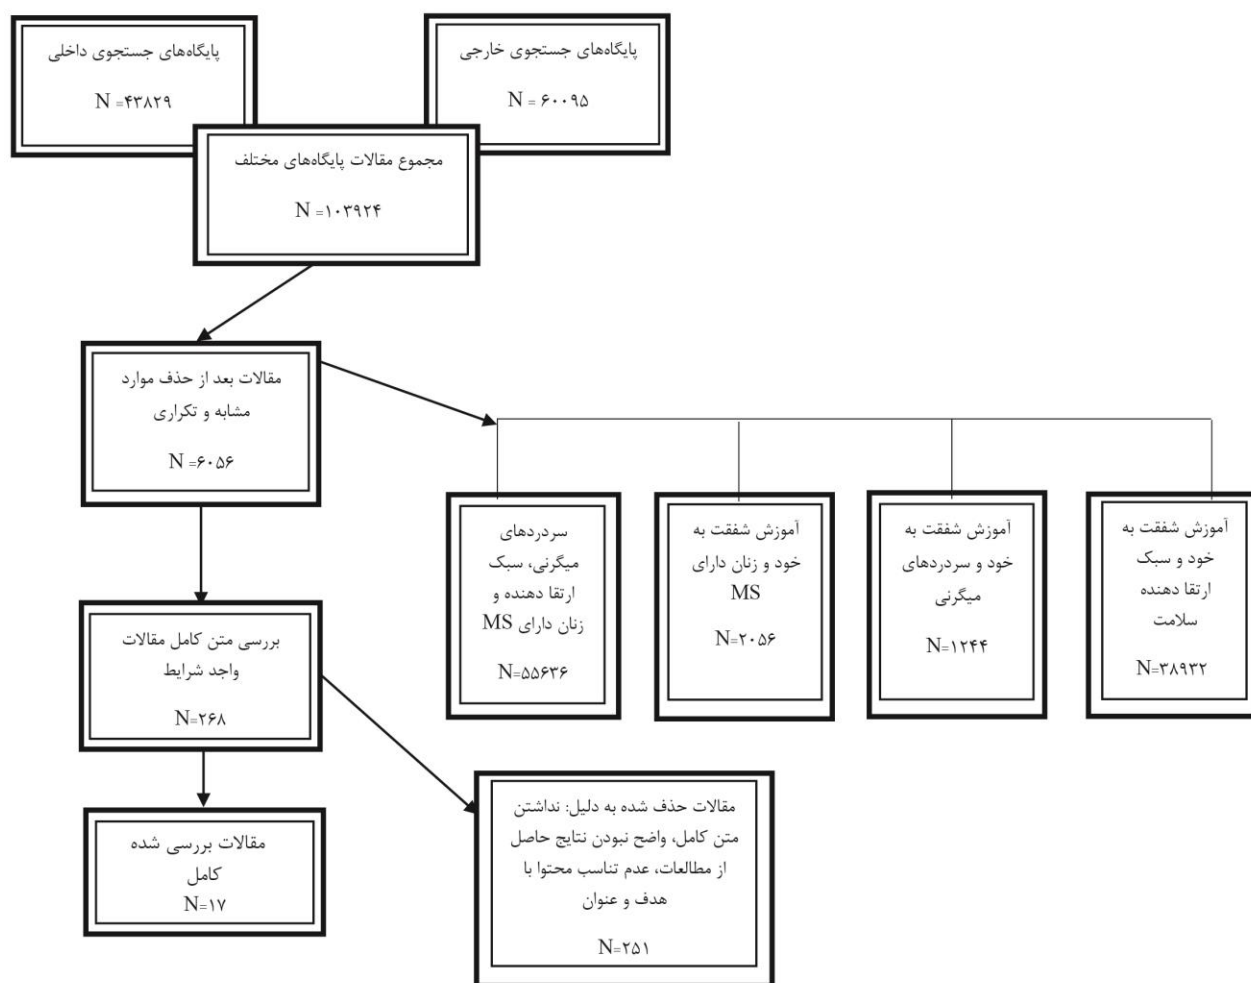 پایگاه‌های جستجوی خارجی
N = ۶۰۰۹۵
پایگاه‌های جستجوی داخلی
N =۴۳۸۲۹
مجموع مقالات پایگاه‌های مختلف
N =۱۰۳۹۲۴
مقالات بعد از حذف موارد
مشابه و تکراری
N =۶۰۵۶
آموزش شفقت به
خود و سبک
ارتقا دهنده
سلامت
N=۳۸۹۳۲
آموزش شفقت به
خود و سردردهای
میگرنی
N=۱۲۴۴
آموزش شفقت به
خود و زنان دارای
MS
N=۲۰۵۶
سردردهای
میگرنی، سبک
ارتقا دهنده و
زنان دارای MS
N=۵۵۶۳۶
بررسی متن کامل مقالات
واجد شرایط
N=۲۶۸
مقالات حذف شده به دلیل: نداشتن
متن کامل، واضح نبودن نتایج حاصل
از مطالعات، عدم تناسب محتوا با
هدف و عنوان
N=۲۵۱
مقالات بررسی شده
کامل
N=۱۷